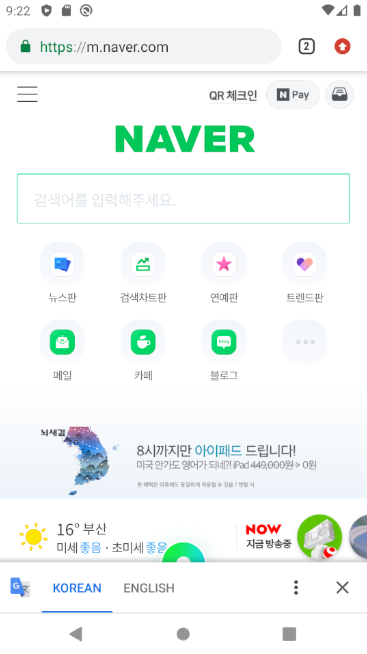 9:22
https://m.naver.com
2
QR 체크인
N Pay
NAVER
검색어를 입력해주세요.
뉴스판
검색차트판
연예판
트렌드판
메일
카페
블로그
뇌새김
8시까지만 아이패드 드립니다!
미국 안가도 영어가 되네?! iPad 449,000원→ 0원
16° 부산
미세 좋음 · 초미세 좋음
NOW
지금 방송중
KOREAN
ENGLISH